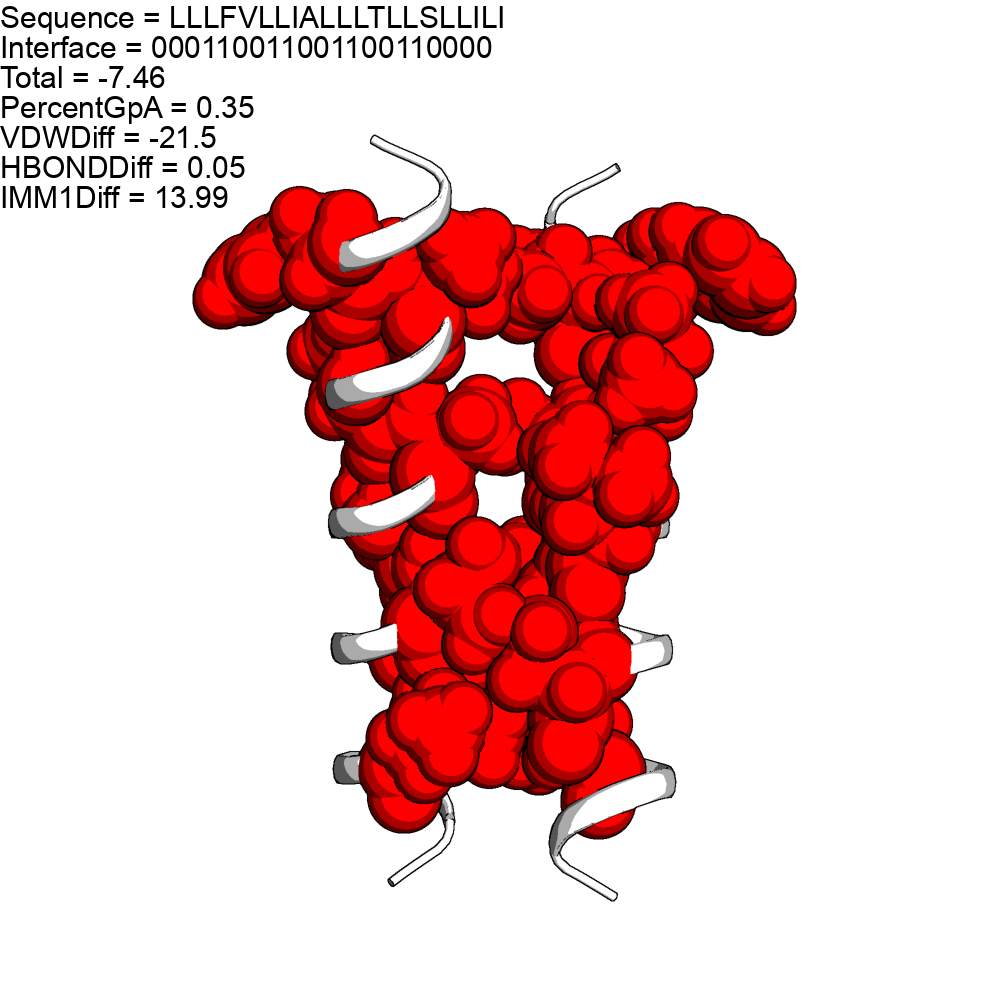 Sequence = LLLFVLLIALLLTLLSLLILI
Interface = 000110011001100110000
Total = -7.46
PercentGpA = 0.35
VDWDiff = -21.5
HBONDDiff = 0.05
IMM1Diff = 13.99